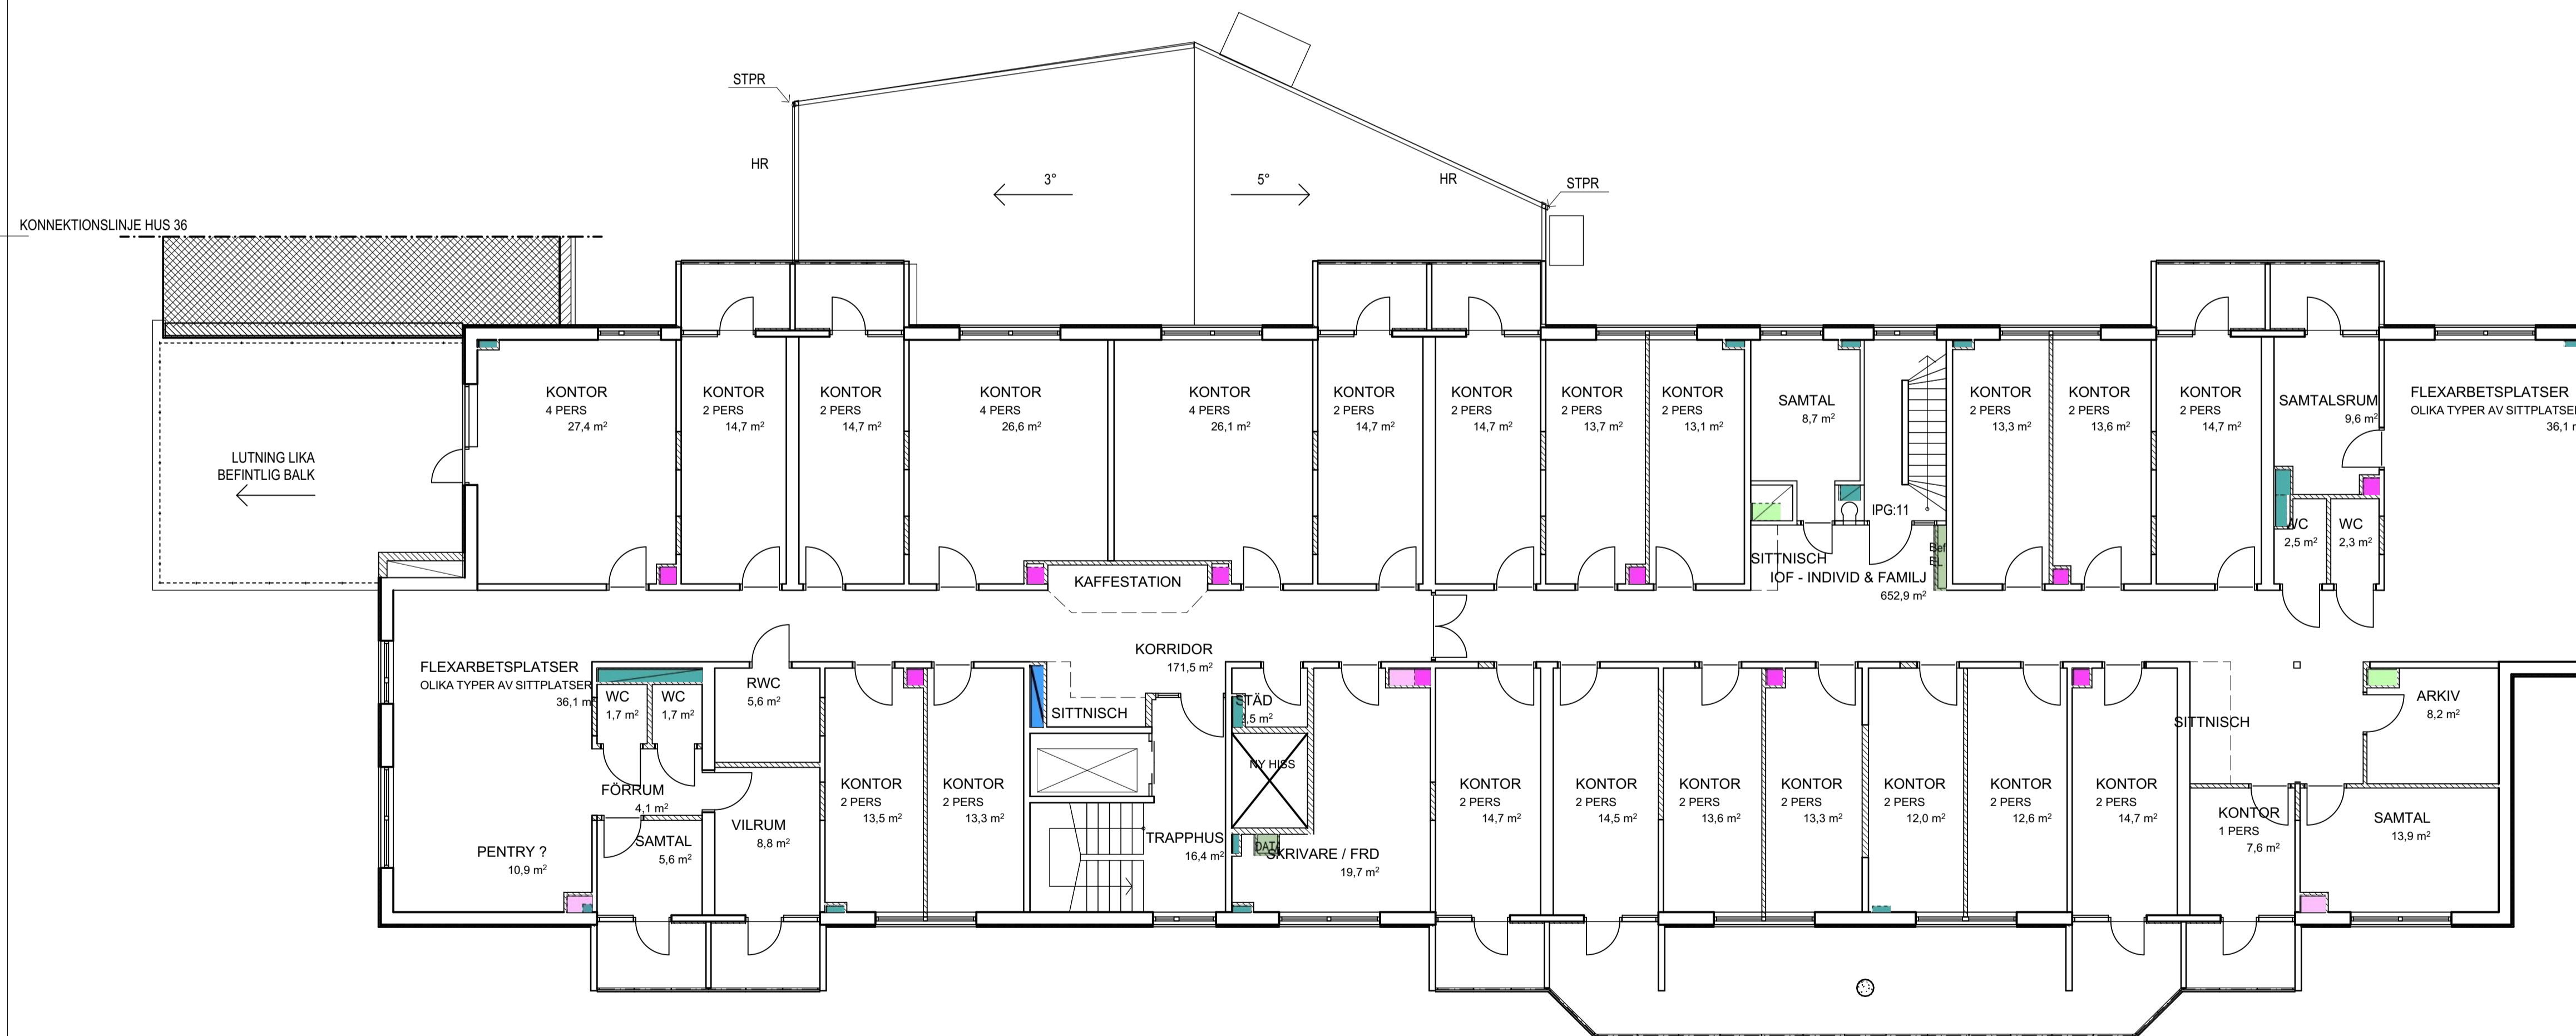 STPR
HR
3°
5°
HR
STPR
KONNEKTIONSLINJE HUS 36
LUTNING LIKA
BEFINTLIG BALK
KONTOR
4 PERS
27,4 m²
KONTOR
2 PERS
14,7 m²
KONTOR
2 PERS
14,7 m²
KONTOR
4 PERS
26,6 m²
KONTOR
4 PERS
26,1 m²
KONTOR
2 PERS
14,7 m²
KONTOR
2 PERS
14,7 m²
KONTOR
2 PERS
13,7 m²
KONTOR
2 PERS
13,1 m²
SAMTAL
8,7 m²
IPG:11
KONTOR
2 PERS
13,3 m²
KONTOR
2 PERS
13,6 m²
KONTOR
2 PERS
14,7 m²
SAMTALSRUM
9,6 m²
WC
2,5 m²
WC
2,3 m²
FLEXARBETSPLATSER
OLIKA TYPER AV SITTPLATSE
36,1 m
KAFFESTATION
SITTNISCH
Bef
IOF - INDIVID & FAMILJ
652,9 m²
KORRIDOR
171,5 m²
FLEXARBETSPLATSER
OLIKA TYPER AV SITTPLATSER
36,1 m
WC
1,7 m²
WC
1,7 m²
RWC
5,6 m²
FÖRRUM
4,1 m²
SAMTAL
5,6 m²
VILRUM
8,8 m²
PENTRY ?
10,9 m²
KONTOR
2 PERS
13,5 m²
KONTOR
2 PERS
13,3 m²
SITTNISCH
STÄD
,5 m²
NY HISS
TRAPPHUS
16,4 m²
DATA
SKRIVARE / FRD
19,7 m²
KONTOR
2 PERS
14,7 m²
KONTOR
2 PERS
14,5 m²
KONTOR
2 PERS
13,6 m²
KONTOR
2 PERS
13,3 m²
KONTOR
2 PERS
12,0 m²
KONTOR
2 PERS
12,6 m²
KONTOR
2 PERS
14,7 m²
SITTNISCH
KONTOR
1 PERS
7,6 m²
ARKIV
8,2 m²
SAMTAL
13,9 m²